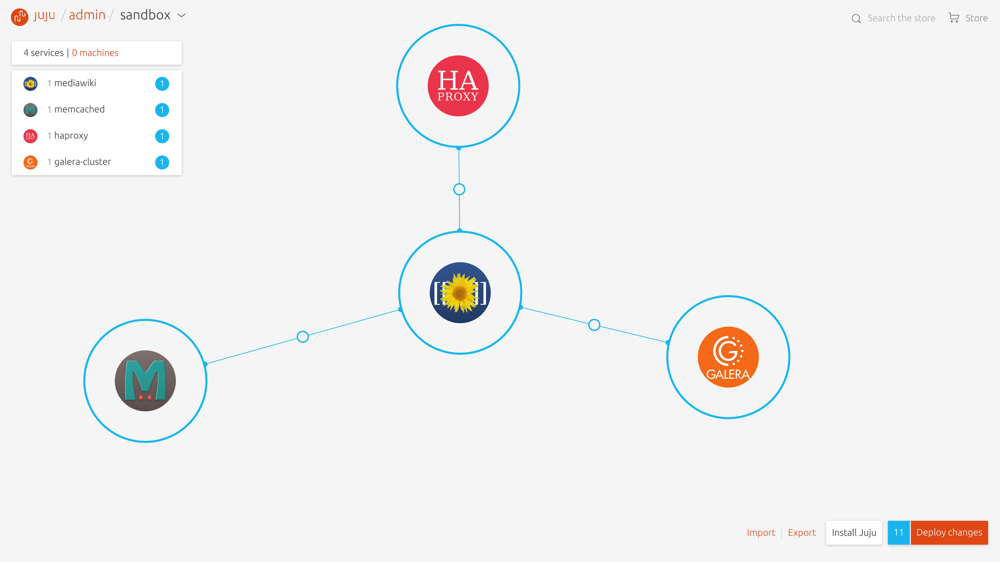 juju / admin / sandbox
Search the store
Store
4 services | 0 machines
1 mediawiki 1
1 memcached 1
1 haproxy 1
1 galera-cluster 1
HA
PROXY
GALERA
Import | Export
Install Juju
11 Deploy changes